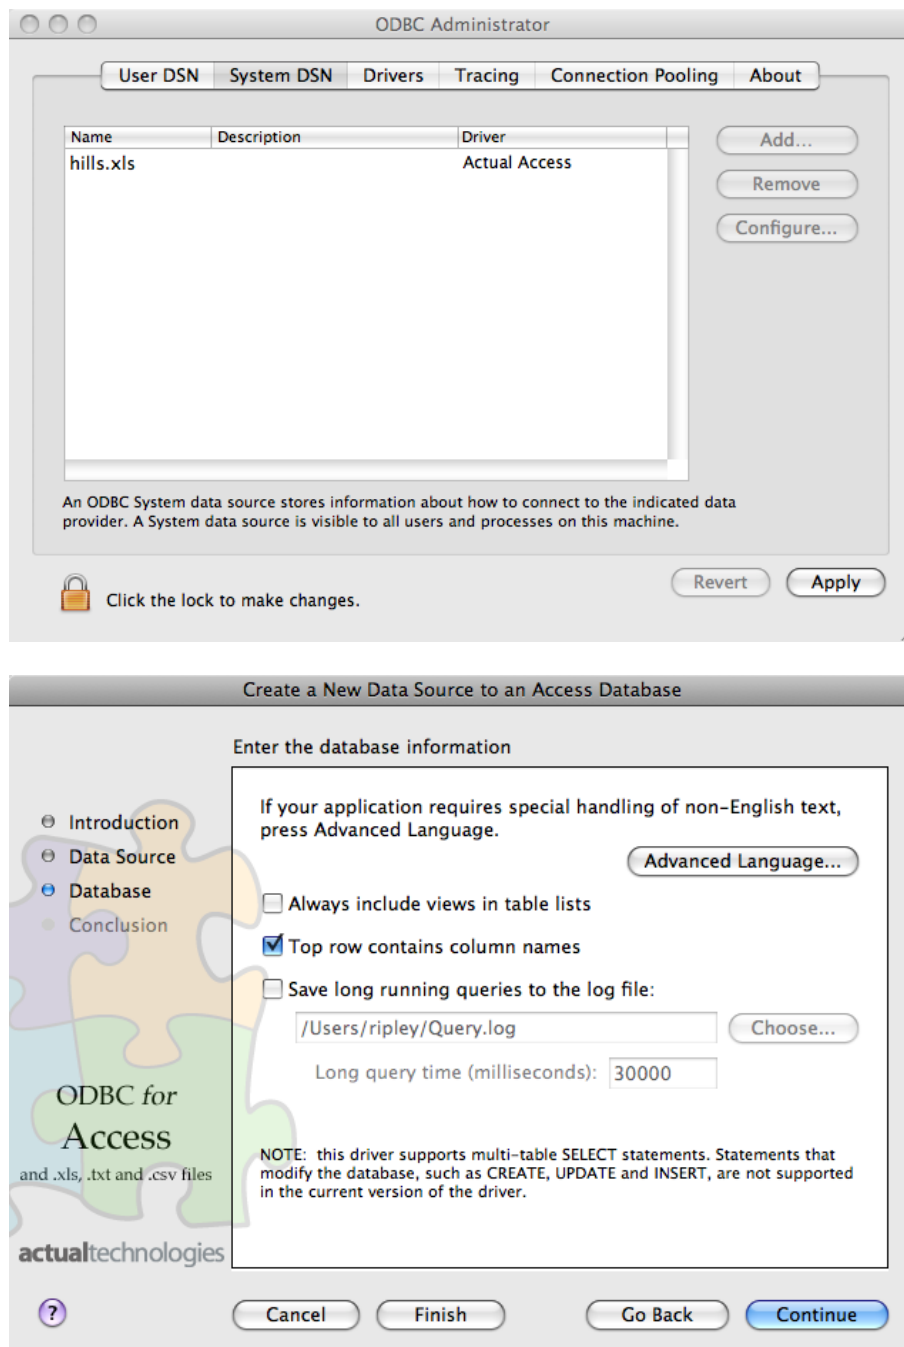 ODBC Administrator
User DSN System DSN Drivers Tracing Connection Pooling About
Name Description Driver
hills.xls Actual Access
Add...
Remove
Configure...
An ODBC System data source stores information about how to connect to the indicated data
provider. A System data source is visible to all users and processes on this machine.
Click the lock to make changes.
Revert Apply
Create a New Data Source to an Access Database
Enter the database information
Introduction
Data Source
Database
Conclusion
ODBC for
Access
and .xls, .txt and .csv files
actualtechnologies
If your application requires special handling of non-English text,
press Advanced Language.
Advanced Language...
Always include views in table lists
Top row contains column names
Save long running queries to the log file:
/Users/ripley/Query.log Choose...
Long query time (milliseconds): 30000
NOTE: this driver supports multi-table SELECT statements. Statements that
modify the database, such as CREATE, UPDATE and INSERT, are not supported
in the current version of the driver.
? Cancel Finish Go Back Continue